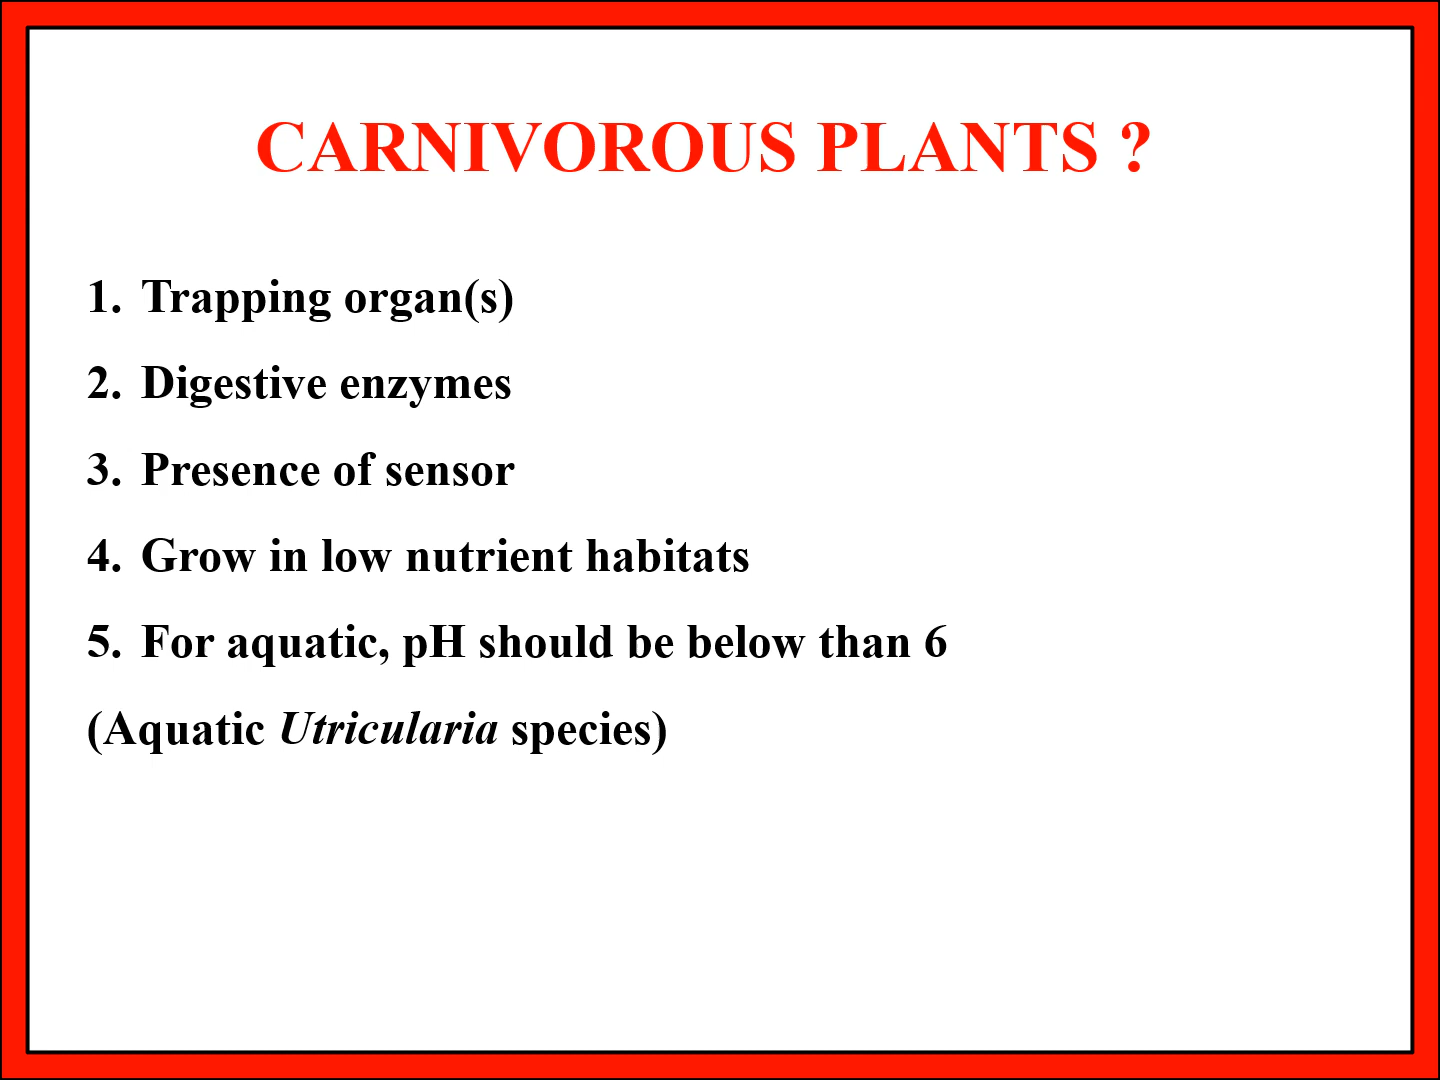 CARNIVOROUS PLANTS ?
1. Trapping organ(s)
2. Digestive enzymes
3. Presence of sensor
4. Grow in low nutrient habitats
5. For aquatic, pH should be below than 6
(Aquatic Utricularia species)